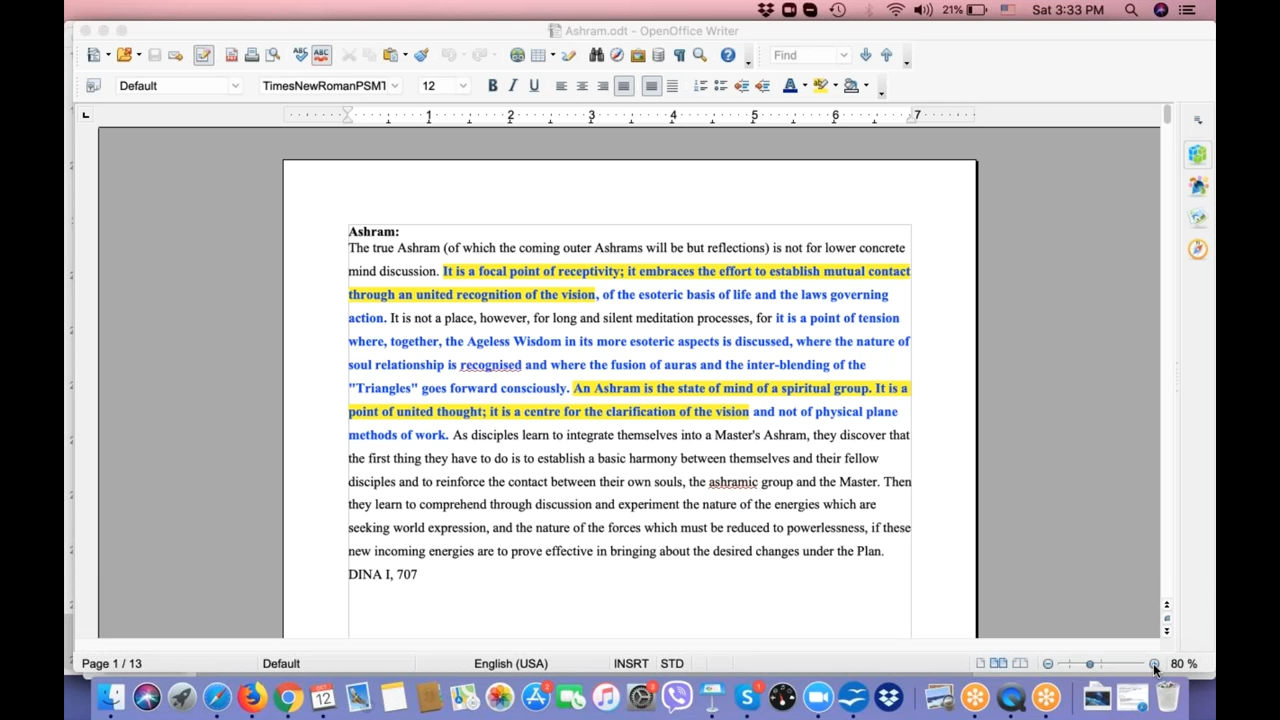 21% Sat 3:33 PM
Ashram.odt - OpenOffice Writer
Find
Default TimesNewRomanPSMT 12 B I U
1 2 3 4 5 6 7
Ashram:
The true Ashram (of which the coming outer Ashrams will be but reflections) is not for lower concrete
mind discussion. It is a focal point of receptivity; it embraces the effort to establish mutual contact
through an united recognition of the vision, of the esoteric basis of life and the laws governing
action. It is not a place, however, for long and silent meditation processes, for it is a point of tension
where, together, the Ageless Wisdom in its more esoteric aspects is discussed, where the nature of
soul relationship is recognised and where the fusion of auras and the inter-blending of the
"Triangles" goes forward consciously. An Ashram is the state of mind of a spiritual group. It is a
point of united thought; it is a centre for the clarification of the vision and not of physical plane
methods of work. As disciples learn to integrate themselves into a Master's Ashram, they discover that
the first thing they have to do is to establish a basic harmony between themselves and their fellow
disciples and to reinforce the contact between their own souls, the ashramic group and the Master. Then
they learn to comprehend through discussion and experiment the nature of the energies which are
seeking world expression, and the nature of the forces which must be reduced to powerlessness, if these
new incoming energies are to prove effective in bringing about the desired changes under the Plan.
DINA I, 707
Page 1 / 13 Default English (USA) INSRT STD 80 %
12